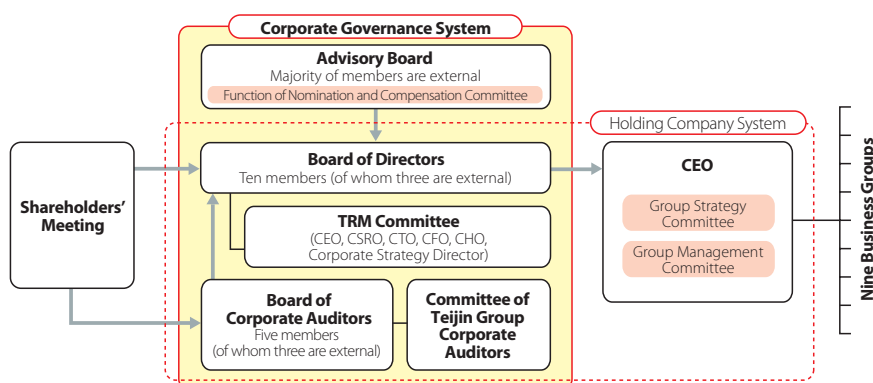 Corporate Governance System
Advisory Board
Majority of members are external
Function of Nomination and Compensation Committee
Holding Company System
Shareholders'
Meeting
Board of Directors
Ten members (of whom three are external)
TRM Committee
(CEO, CSRO, CTO, CFO, CHO,
Corporate Strategy Director)
Board of
Corporate Auditors
Five members
(of whom three are external)
Committee of
Teijin Group
Corporate
Auditors
CEO
Group Strategy
Committee
Group Management
Committee
Nine Business Groups